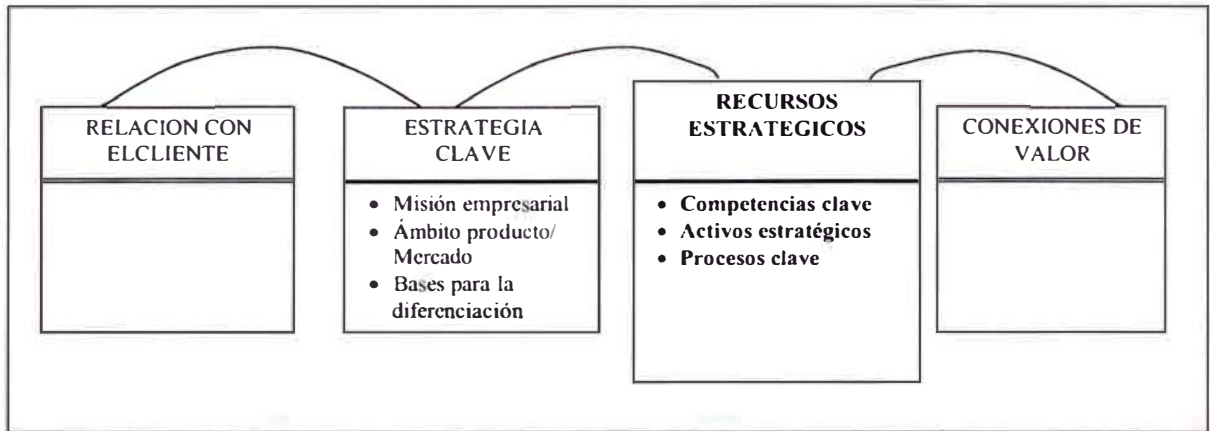 RELACION CON
ELCLIENTE
ESTRATEGIA
CLAVE
• Misión empresarial
• Ámbito producto/
Mercado
• Bases para la
diferenciación
RECURSOS
ESTRATEGICOS
• Competencias clave
• Activos estratégicos
• Procesos clave
CONEXIONES DE
VALOR